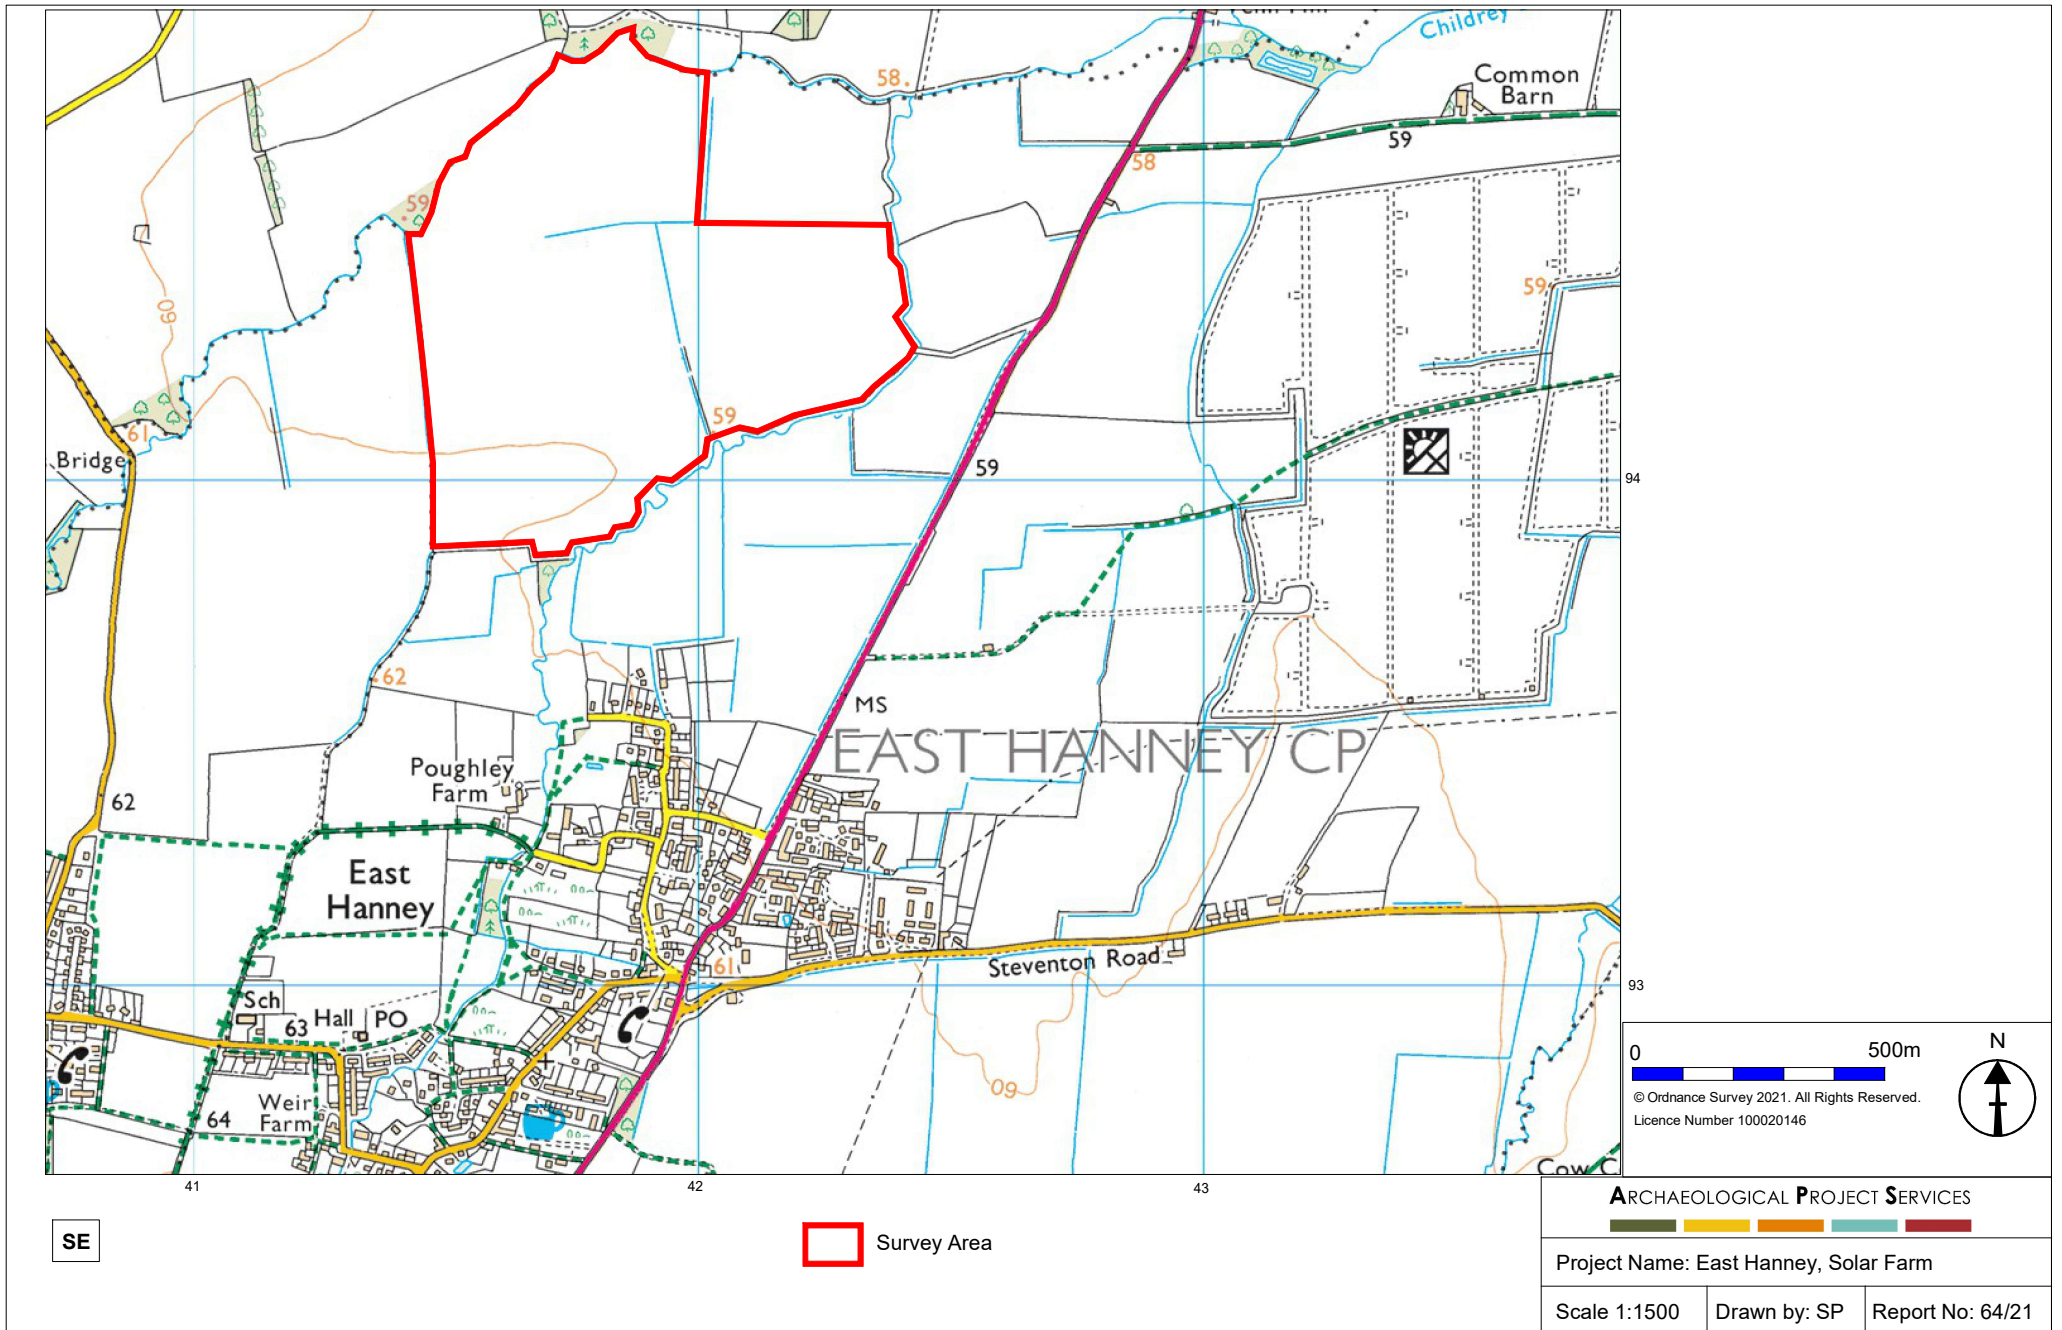 Childrey
58.
Common
Barn
59
58
59
59
60
59
61
Bridge
59
94
62
MS
EAST HANNEY CP
Poughley
Farm
62
East
Hanney
61
Steventon Road
93
Sch
63
Hall
PO
60
Weir
Farm
64
Cow C
41
42
43
0
500m
N
© Ordnance Survey 2021. All Rights Reserved.
Licence Number 100020146
SE
Survey Area
ARCHAEOLOGICAL PROJECT SERVICES
Project Name: East Hanney, Solar Farm
Scale 1:1500
Drawn by: SP
Report No: 64/21